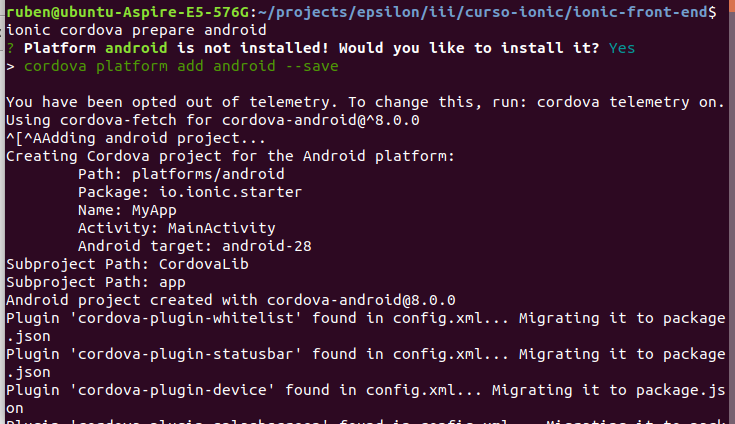 ruben@ubuntu-Aspire-E5-576G:~/projects/epsilon/iii/curso-ionic/ionic-front-end$
ionic cordova prepare android
? Platform android is not installed! Would you like to install it? Yes
> cordova platform add android --save
You have been opted out of telemetry. To change this, run: cordova telemetry on.
Using cordova-fetch for cordova-android@^8.0.0
^[^AAdding android project...
Creating Cordova project for the Android platform:
Path: platforms/android
Package: io.ionic.starter
Name: MyApp
Activity: MainActivity
Android target: android-28
Subproject Path: CordovaLib
Subproject Path: app
Android project created with cordova-android@8.0.0
Plugin 'cordova-plugin-whitelist' found in config.xml... Migrating it to package
.json
Plugin 'cordova-plugin-statusbar' found in config.xml... Migrating it to package
.json
Plugin 'cordova-plugin-device' found in config.xml... Migrating it to package.js
on